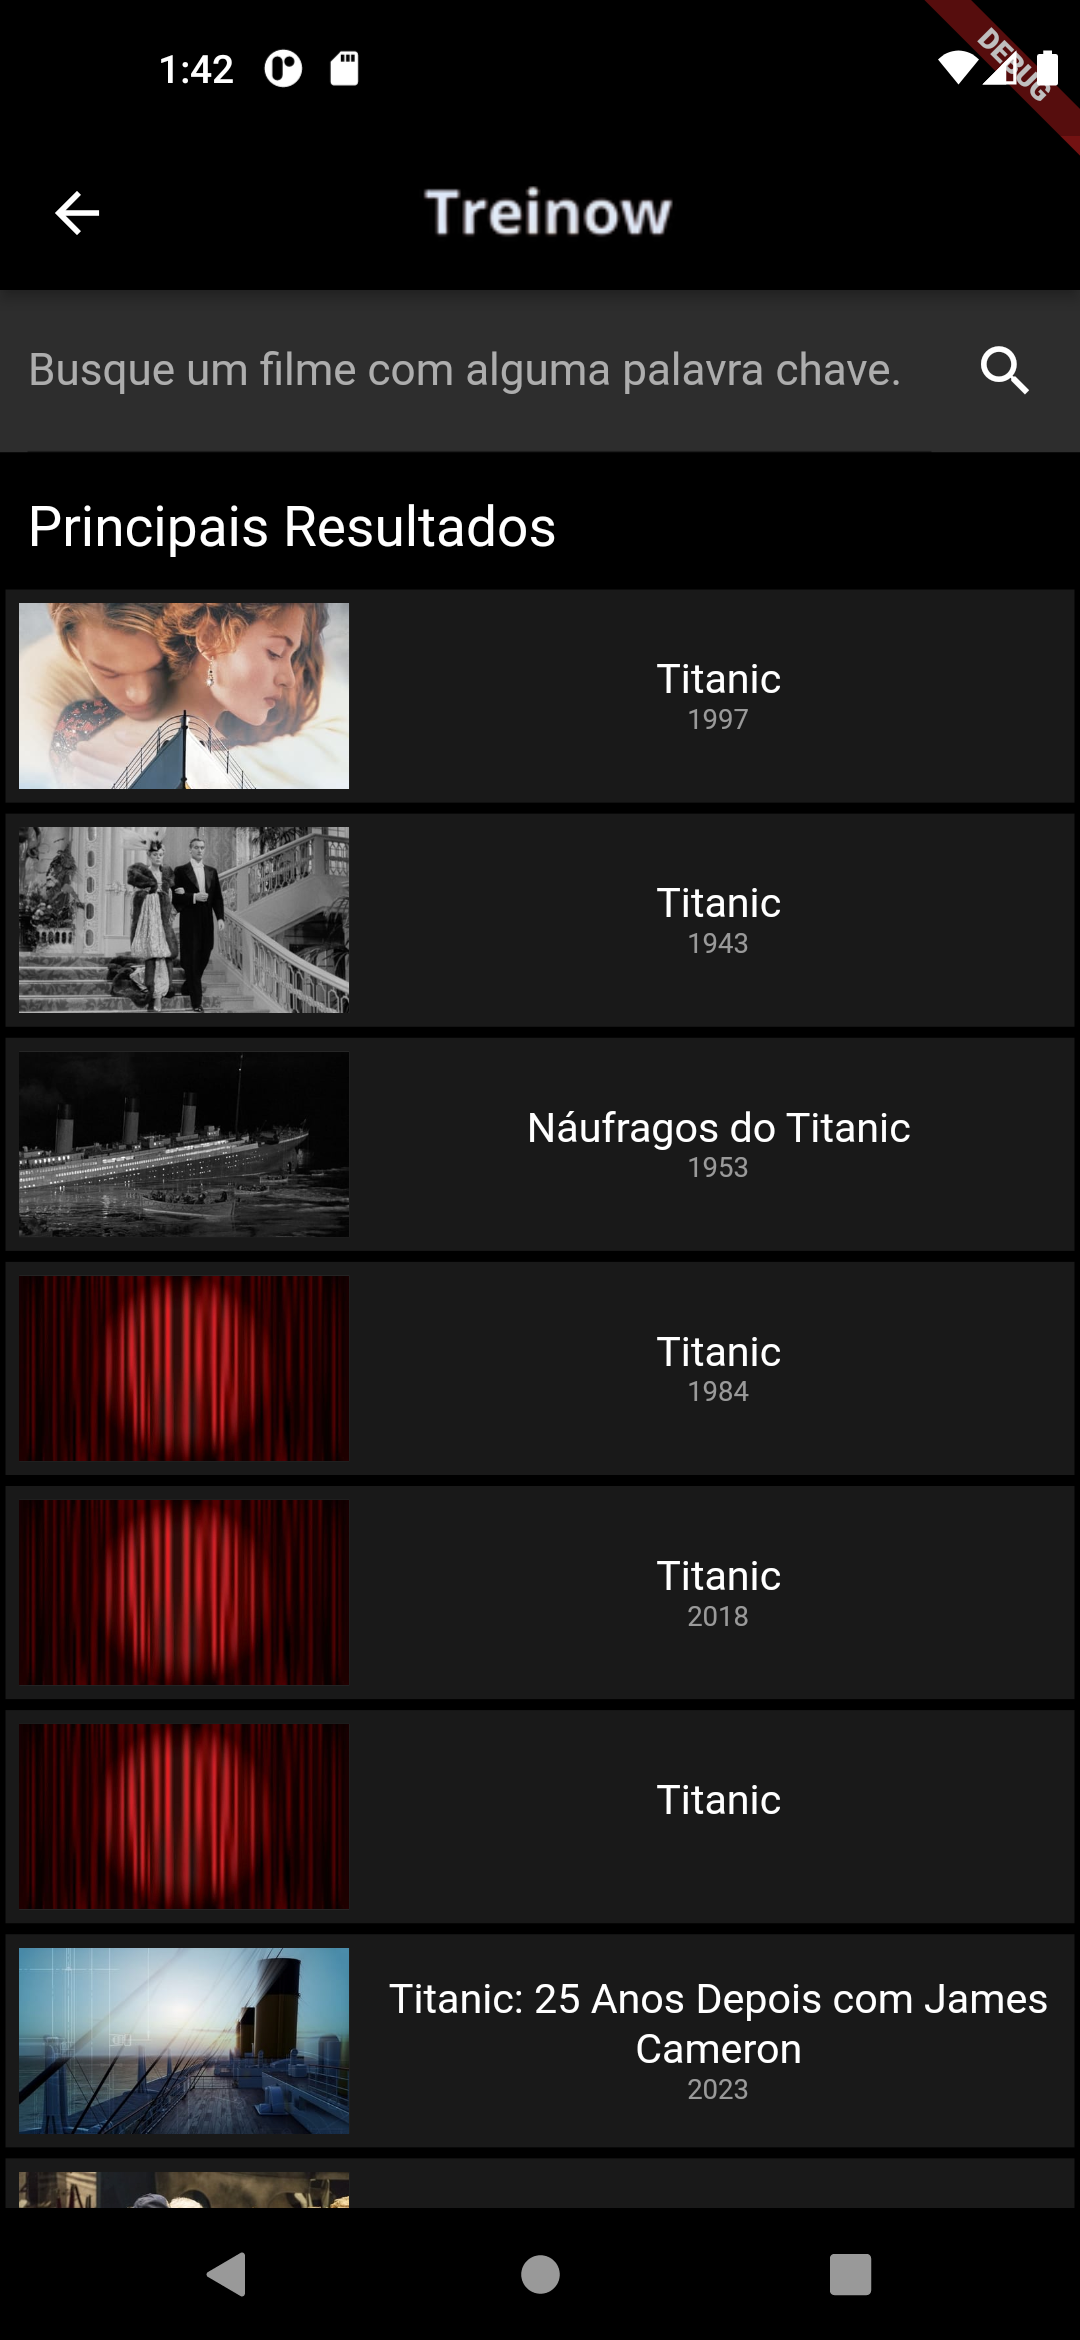 1:42
DEBUG
Treinow
Busque um filme com alguma palavra chave.
Principais Resultados
Titanic
1997
Titanic
1943
Náufragos do Titanic
1953
Titanic
1984
Titanic
2018
Titanic
Titanic: 25 Anos Depois com James
Cameron
2023